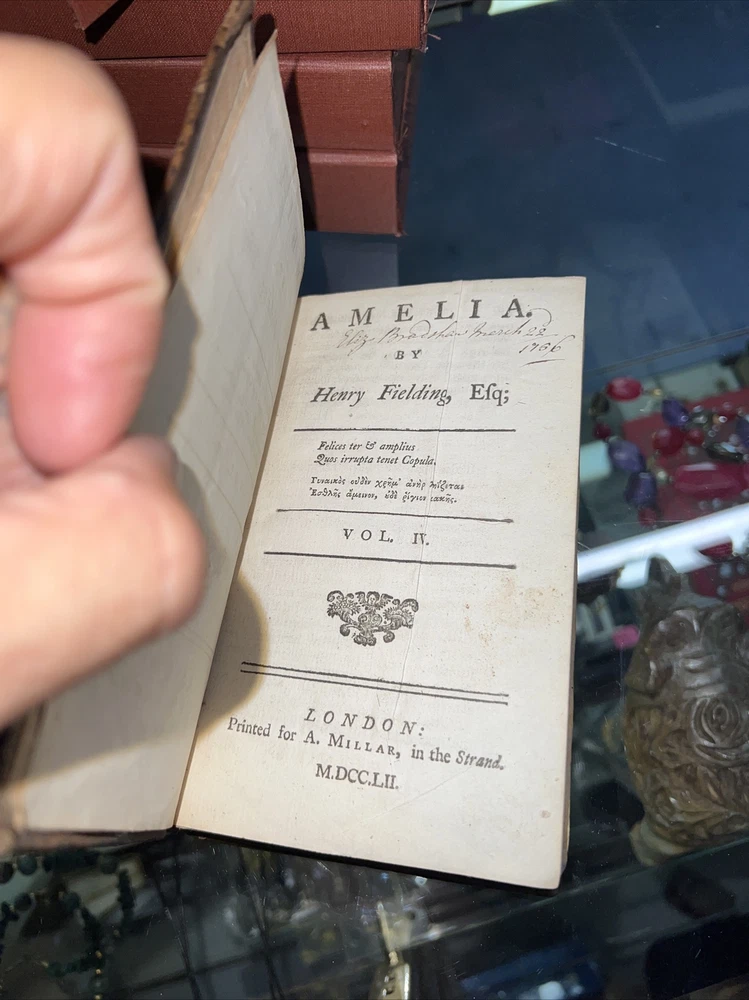 AMELIA.
Eliz Bradshaw March 22
1766
BY
Henry Fielding, Eſq;
Felices ter & amplius
Quos irrupta tenet Copula.
Γυναικὸς οὐδὲν χρῆμ' ἀνὴρ ληΐζεται
Ἐσθλῆς ἄμεινον, ὐδὲ ῥίγιον κακῆς.
VOL. IV.
LONDON:
Printed for A. MILLAR, in the Strand.
M.DCC.LII.